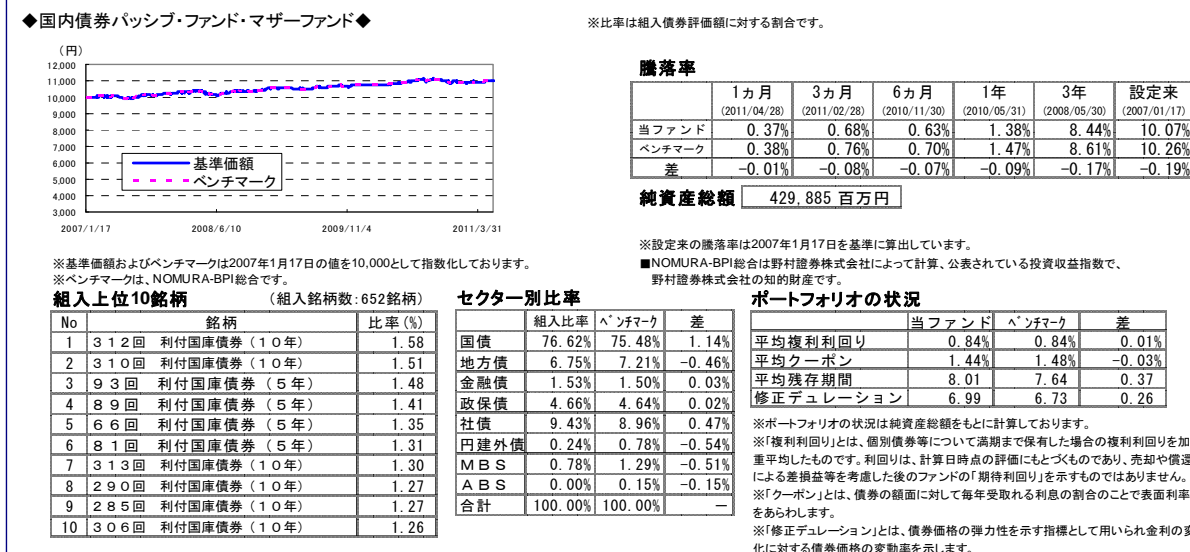 ◆国内債券パッシブ・ファンド・マザーファンド◆
※比率は組入債券評価額に対する割合です。
(円)
12,000
11,000
10,000
9,000
8,000
7,000
6,000
5,000
4,000
3,000
基準価額
ベンチマーク
2007/1/17 2008/6/10 2009/11/4 2011/3/31
※基準価額およびベンチマークは2007年1月17日の値を10,000として指数化しております。
※ベンチマークは、NOMURA-BPI総合です。
騰落率
1ヵ月 3ヵ月 6ヵ月 1年 3年 設定来
(2011/04/28) (2011/02/28) (2010/11/30) (2010/05/31) (2008/05/30) (2007/01/17)
当ファンド 0.37% 0.68% 0.63% 1.38% 8.44% 10.07%
ベンチマーク 0.38% 0.76% 0.70% 1.47% 8.61% 10.26%
差 -0.01% -0.08% -0.07% -0.09% -0.17% -0.19%
純資産総額 429,885 百万円
※設定来の騰落率は2007年1月17日を基準に算出しています。
■NOMURA-BPI総合は野村證券株式会社によって計算、公表されている投資収益指数で、
野村證券株式会社の知的財産です。
組入上位10銘柄 (組入銘柄数:652銘柄)
No 銘柄 比率(%)
1 312回 利付国庫債券(10年) 1.58
2 310回 利付国庫債券(10年) 1.51
3 93回 利付国庫債券(5年) 1.48
4 89回 利付国庫債券(5年) 1.41
5 66回 利付国庫債券(5年) 1.35
6 81回 利付国庫債券(5年) 1.31
7 313回 利付国庫債券(10年) 1.30
8 290回 利付国庫債券(10年) 1.27
9 285回 利付国庫債券(10年) 1.27
10 306回 利付国庫債券(10年) 1.26
セクター別比率
組入比率 ベンチマーク 差
国債 76.62% 75.48% 1.14%
地方債 6.75% 7.21% -0.46%
金融債 1.53% 1.50% 0.03%
政保債 4.66% 4.64% 0.02%
社債 9.43% 8.96% 0.47%
円建外債 0.24% 0.78% -0.54%
MBS 0.78% 1.29% -0.51%
ABS 0.00% 0.15% -0.15%
合計 100.00% 100.00% －
ポートフォリオの状況
当ファンド ベンチマーク 差
平均複利利回り 0.84% 0.84% 0.01%
平均クーポン 1.44% 1.48% -0.03%
平均残存期間 8.01 7.64 0.37
修正デュレーション 6.99 6.73 0.26
※ポートフォリオの状況は純資産総額をもとに計算しております。
※「複利利回り」とは、個別債券等について満期まで保有した場合の複利利回りを加
重平均したものです。利回りは、計算日時点の評価にもとづくものであり、売却や償還
による差損益等を考慮した後のファンドの「期待利回り」を示すものではありません。
※「クーポン」とは、債券の額面に対して毎年受取れる利息の割合のことで表面利率
をあらわします。
※「修正デュレーション」とは、債券価格の弾力性を示す指標として用いられ金利の変
化に対する債券価格の変動率を示します。